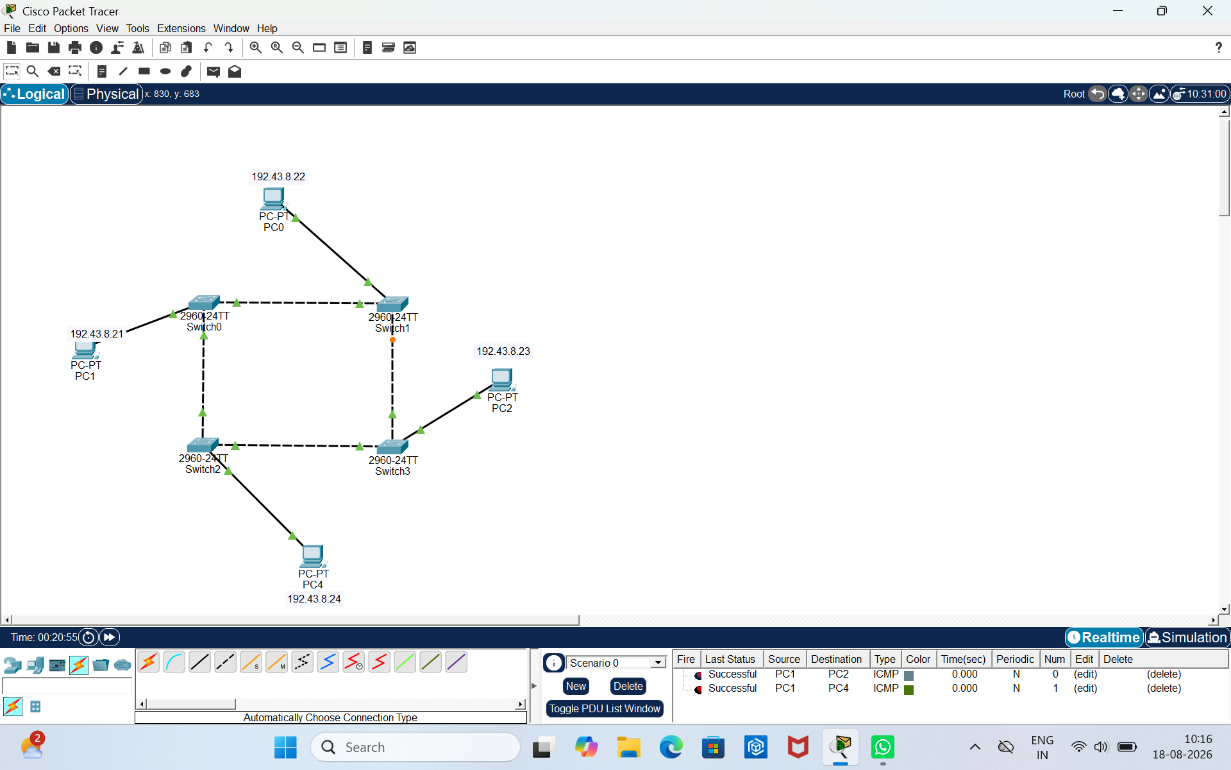 Cisco Packet Tracer
File Edit Options View Tools Extensions Window Help
?
Logical Physical x: 830, y: 683 Root 10:31:00
192.43.8.22
PC-PT
PC0
2960-24TT
Switch0
2960-24TT
Switch1
192.43.8.21
PC-PT
PC1
192.43.8.23
PC-PT
PC2
2960-24TT
Switch2
2960-24TT
Switch3
PC-PT
PC4
192.43.8.24
Time: 00:20:55 Realtime Simulation
S M
Automatically Choose Connection Type
Scenario 0
New Delete
Toggle PDU List Window
Fire Last Status Source Destination Type Color Time(sec) Periodic Num Edit Delete
Successful PC1 PC2 ICMP 0.000 N 0 (edit) (delete)
Successful PC1 PC4 ICMP 0.000 N 1 (edit) (delete)
2
Search
ENG
IN
10:16
18-08-2026